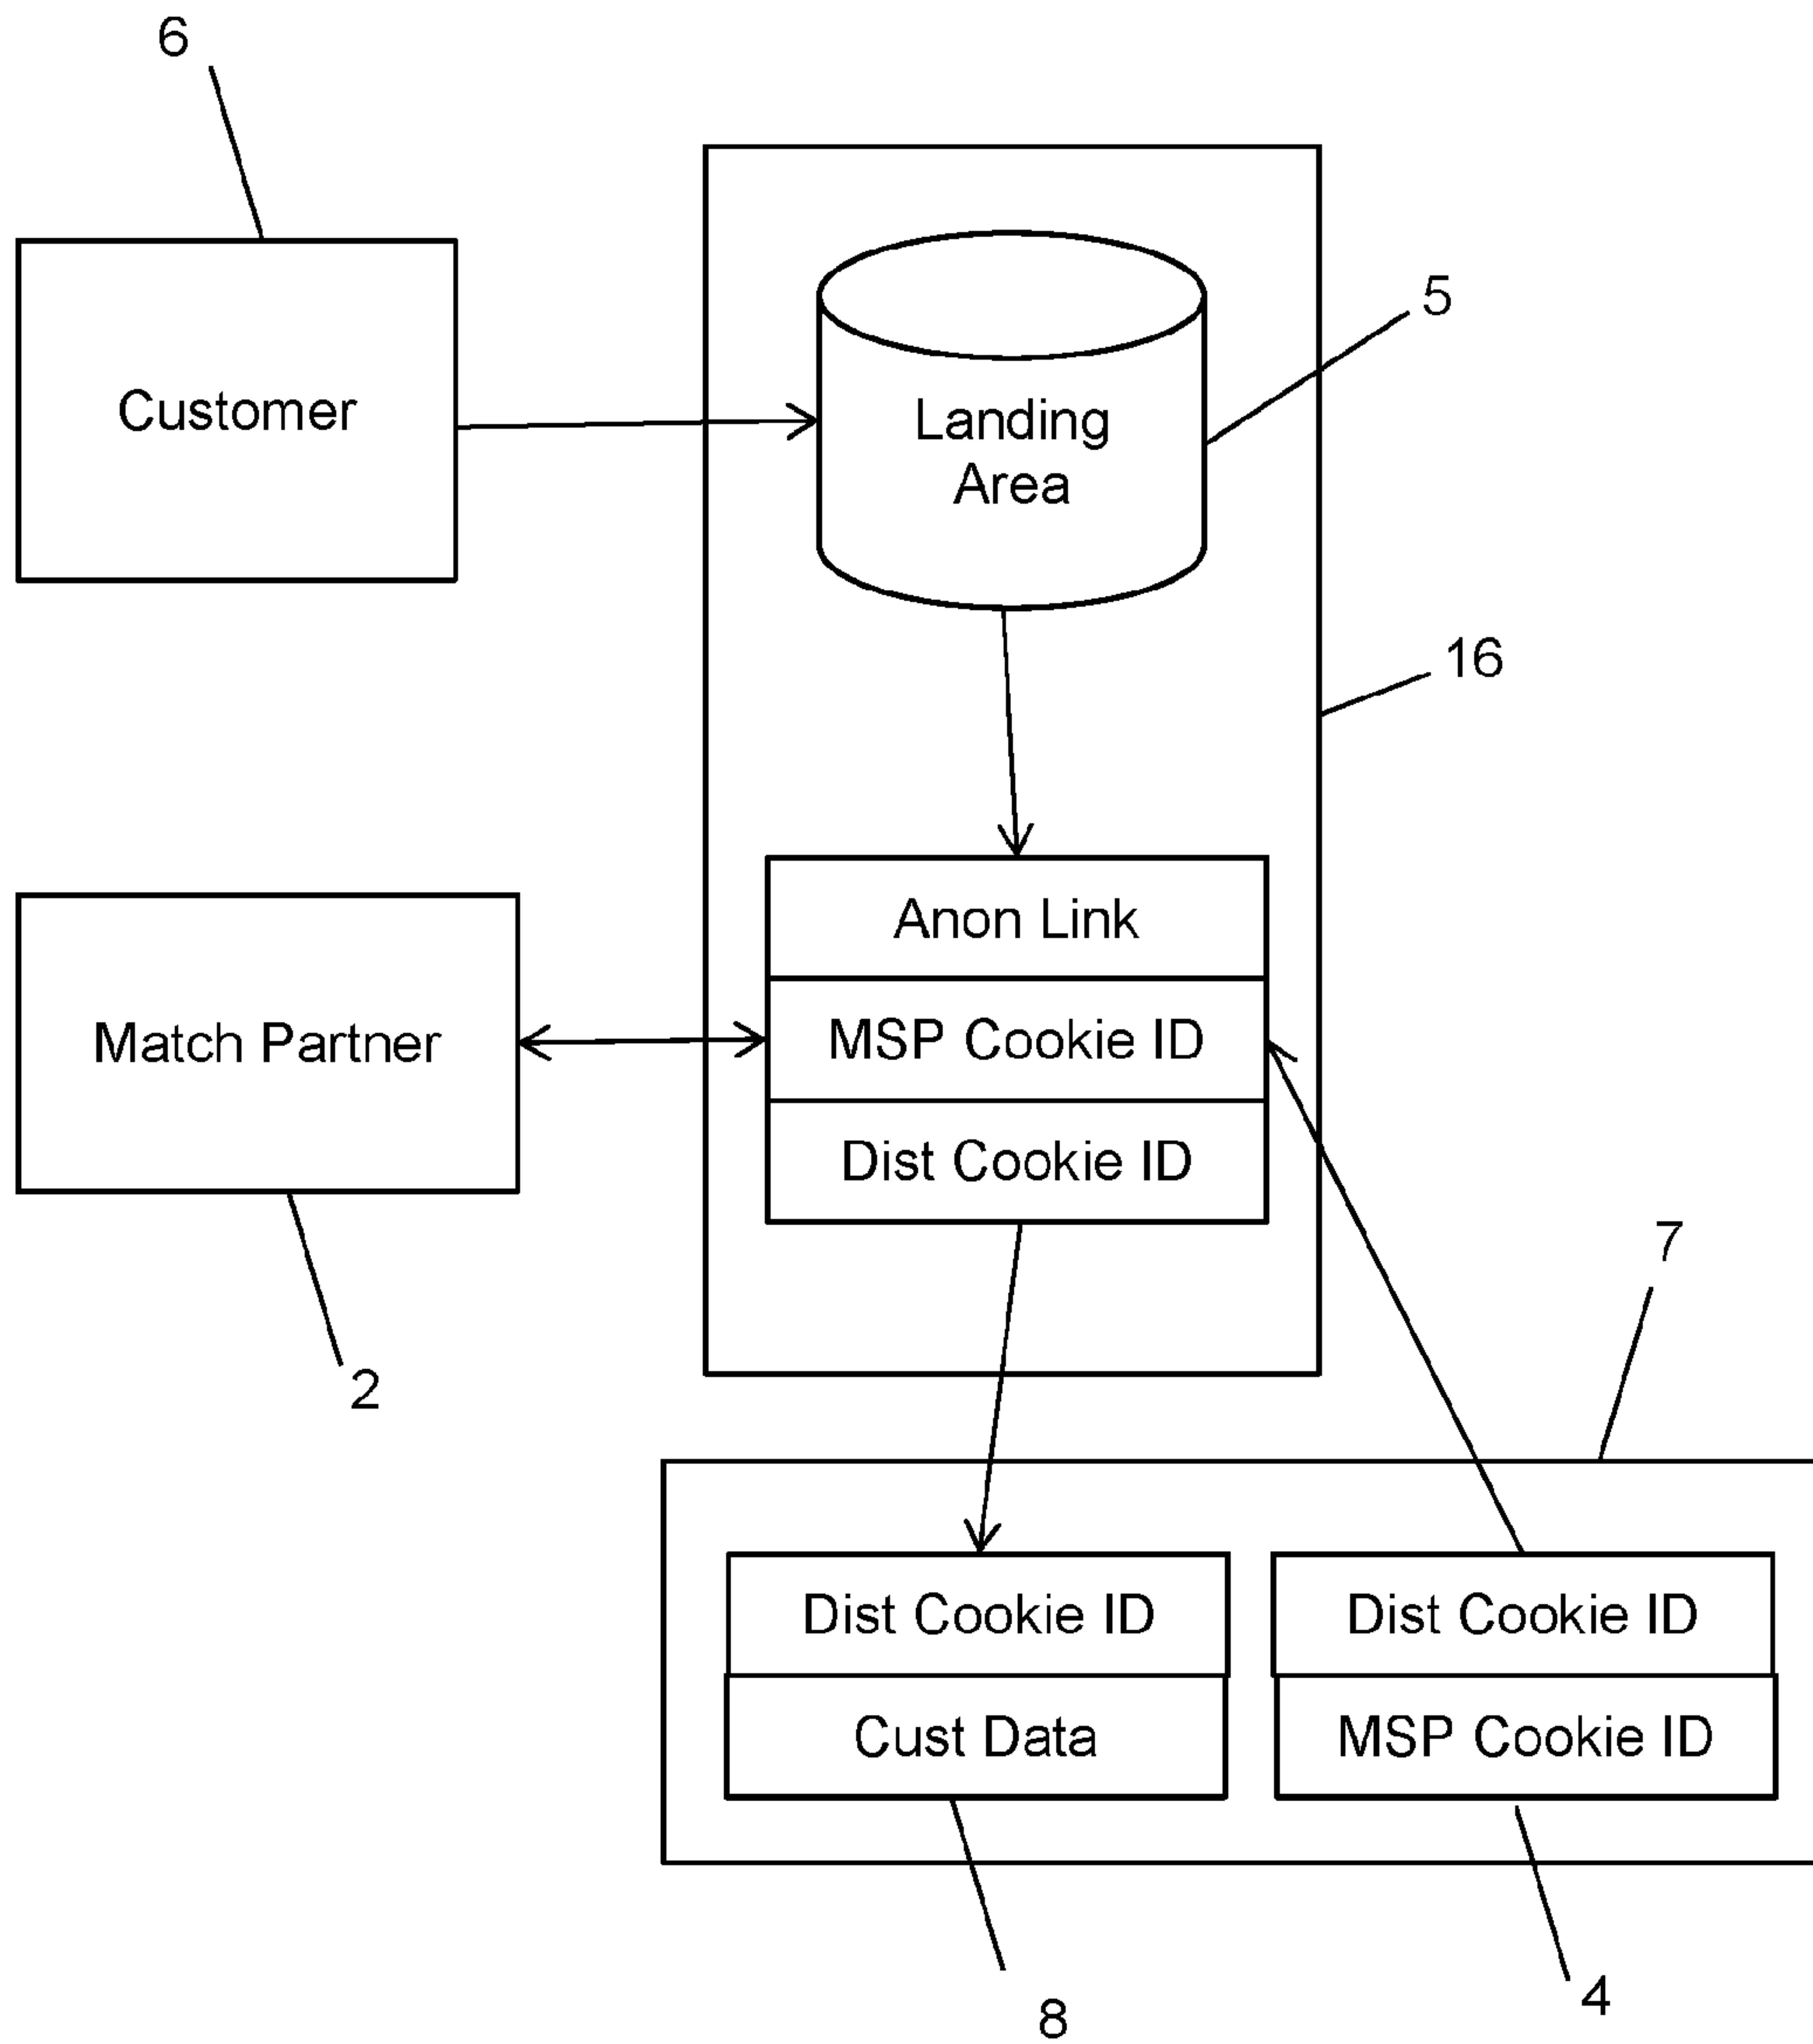 6
Customer
Landing
Area
5
16
Anon Link
MSP Cookie ID
Dist Cookie ID
Match Partner
2
7
Dist Cookie ID
Cust Data
Dist Cookie ID
MSP Cookie ID
8
4